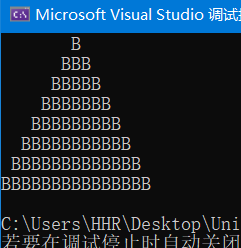 Microsoft Visual Studio 调试
B
BBB
BBBBB
BBBBBBB
BBBBBBBBB
BBBBBBBBBBB
BBBBBBBBBBBBB
BBBBBBBBBBBBBBB
C:\Users\HHR\Desktop\Uni
若要在调试停止时自动关闭